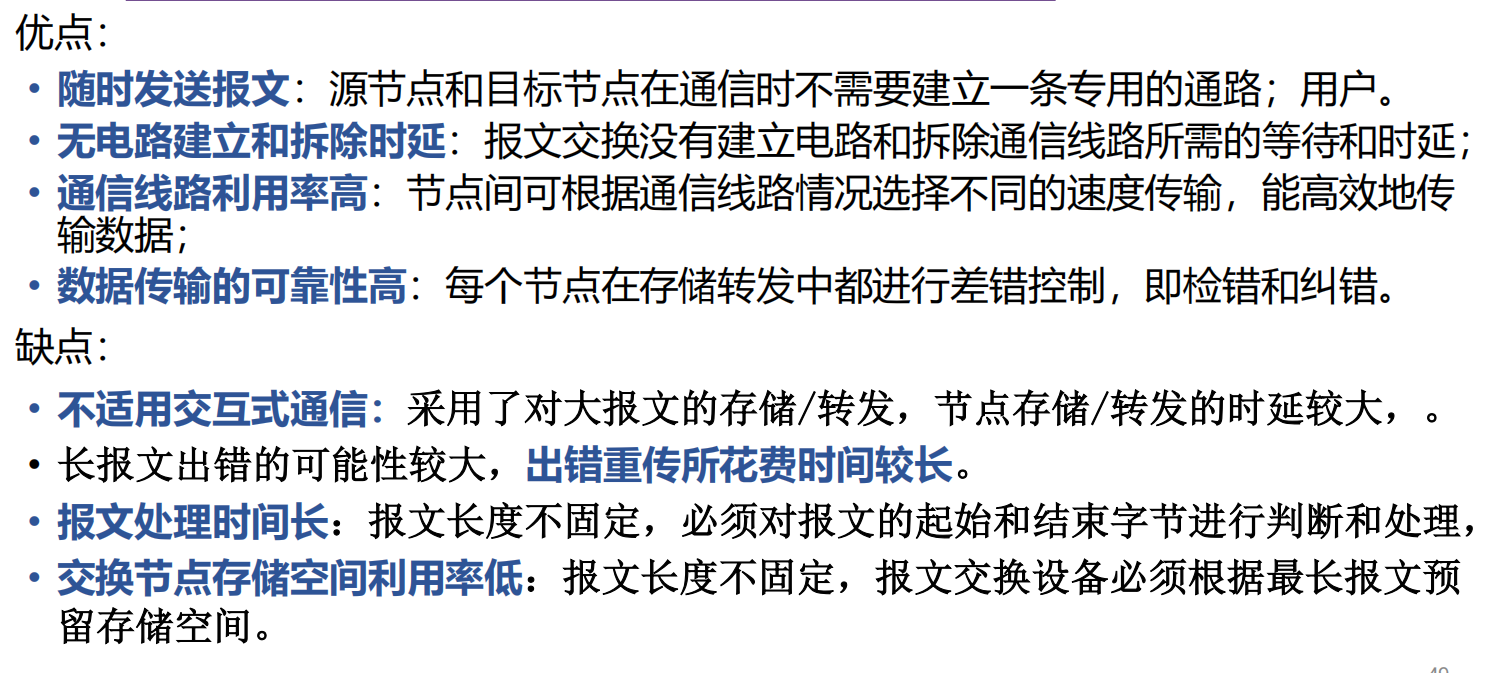 优点：
• 随时发送报文：源节点和目标节点在通信时不需要建立一条专用的通路；用户。
• 无电路建立和拆除时延：报文交换没有建立电路和拆除通信线路所需的等待和时延；
• 通信线路利用率高：节点间可根据通信线路情况选择不同的速度传输，能高效地传
输数据；
• 数据传输的可靠性高：每个节点在存储转发中都进行差错控制，即检错和纠错。
缺点：
• 不适用交互式通信：采用了对大报文的存储/转发，节点存储/转发的时延较大，。
• 长报文出错的可能性较大，出错重传所花费时间较长。
• 报文处理时间长：报文长度不固定，必须对报文的起始和结束字节进行判断和处理，
• 交换节点存储空间利用率低：报文长度不固定，报文交换设备必须根据最长报文预
留存储空间。